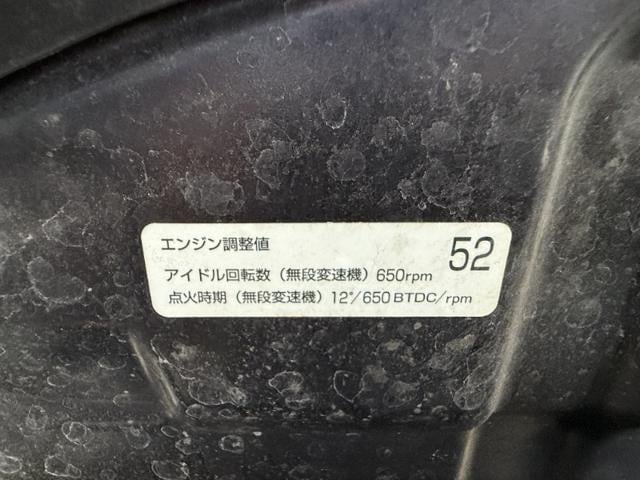 エンジン調整値
52
アイドル回転数（無段変速機）650rpm
点火時期（無段変速機）12°/650 BTDC/rpm